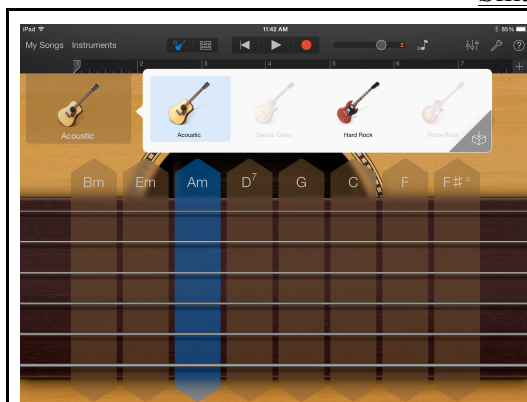 iPad 11:42 AM 85%
My Songs Instruments
1 2 3 4 5 6 7 +
Acoustic Acoustic Classic Clean Hard Rock Roots Rock
Bm Em Am D7 G C F F#°